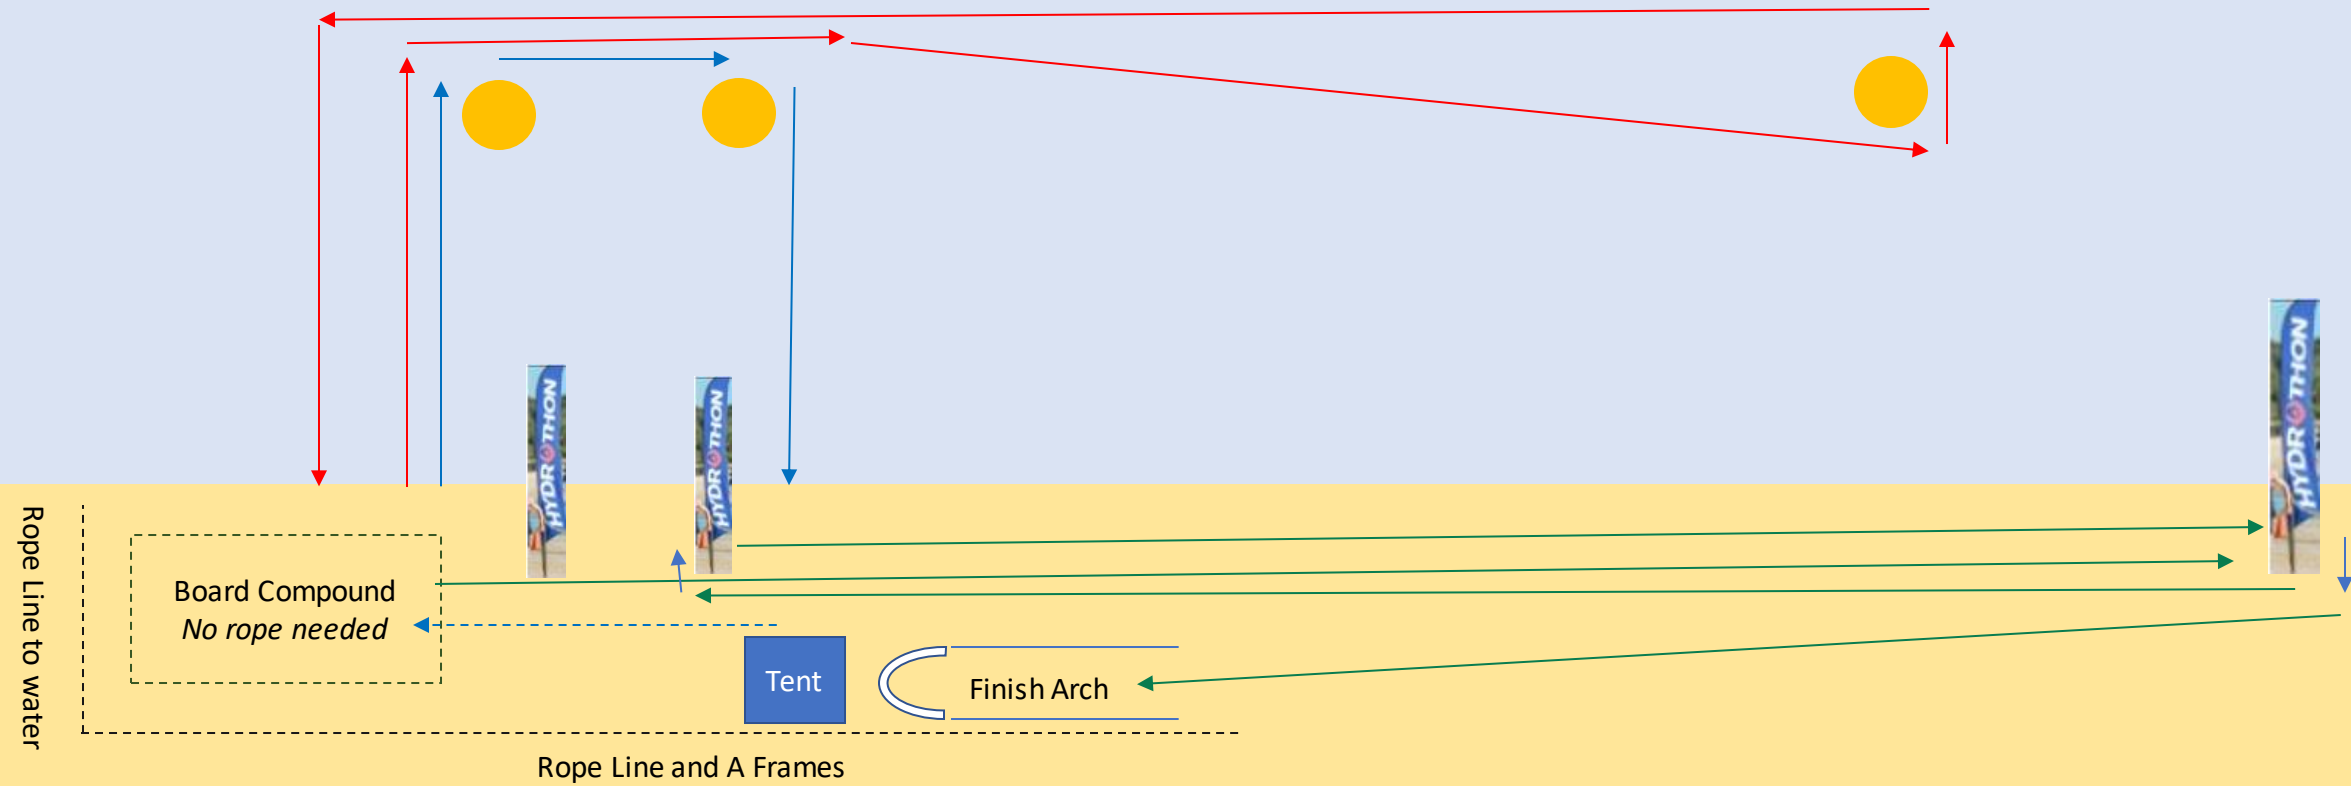 HYDROTHON
HYDROTHON
HYDROTHON
Rope Line to water
Board Compound
No rope needed
Tent
Finish Arch
Rope Line and A Frames